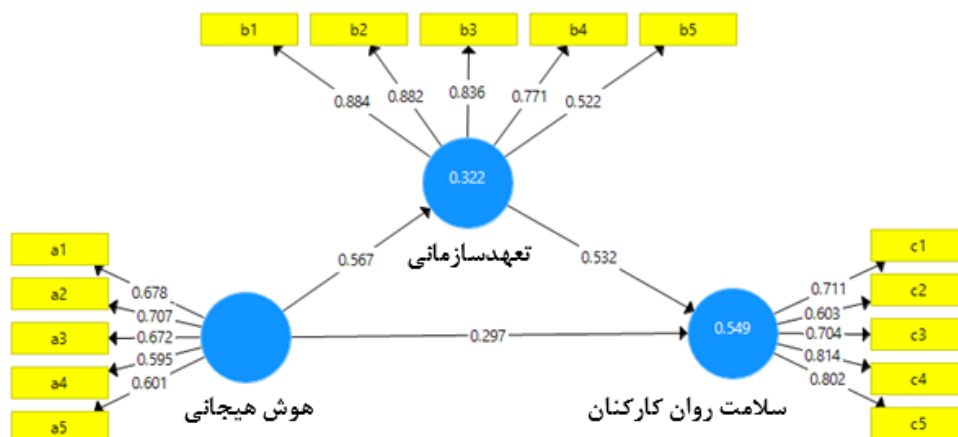 b1 b2 b3 b4 b5
0.884 0.882 0.836 0.771 0.522
0.322
تعهدسازمانی
0.567 0.532
a1
a2
a3
a4
a5
0.678
0.707
0.672
0.595
0.601
هوش هیجانی
0.297
0.549
سلامت روان کارکنان
0.711
0.603
0.704
0.814
0.802
c1
c2
c3
c4
c5